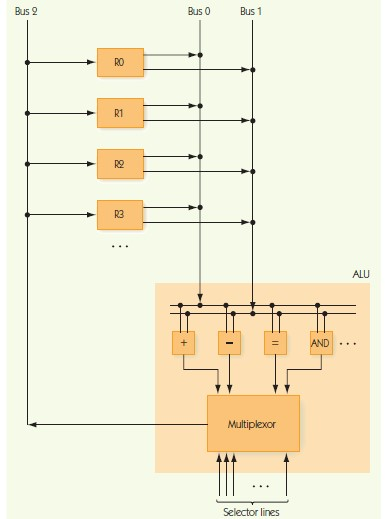 Bus 2 Bus 0 Bus 1
R0
R1
R2
R3
...
ALU
+ - = AND ...
Multiplexor
...
Selector lines